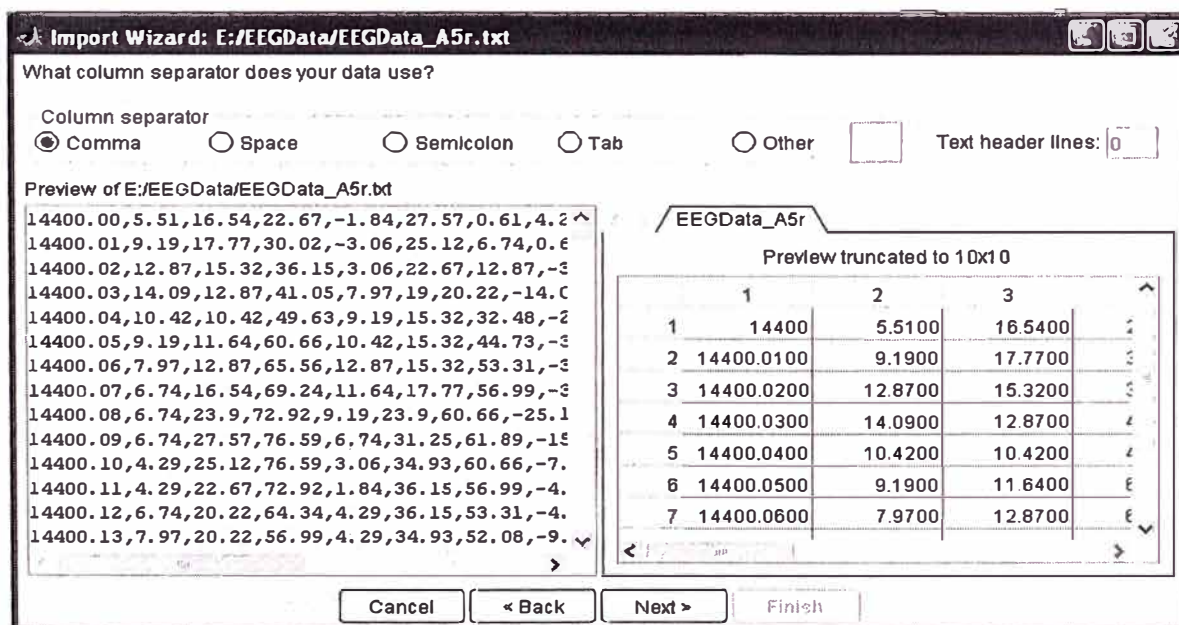 Import Wizard: E:/EEGData/EEGData_A5r.txt
What column separator does your data use?
Column separator
Comma Space Semicolon Tab Other Text header lines: 0
Preview of E:/EEGData/EEGData_A5r.txt
14400.00,5.51,16.54,22.67,-1.84,27.57,0.61,4.2
14400.01,9.19,17.77,30.02,-3.06,25.12,6.74,0.6
14400.02,12.87,15.32,36.15,3.06,22.67,12.87,-3
14400.03,14.09,12.87,41.05,7.97,19,20.22,-14.0
14400.04,10.42,10.42,49.63,9.19,15.32,32.48,-2
14400.05,9.19,11.64,60.66,10.42,15.32,44.73,-3
14400.06,7.97,12.87,65.56,12.87,15.32,53.31,-3
14400.07,6.74,16.54,69.24,11.64,17.77,56.99,-3
14400.08,6.74,23.9,72.92,9.19,23.9,60.66,-25.1
14400.09,6.74,27.57,76.59,6,74,31.25,61.89,-15
14400.10,4.29,25.12,76.59,3.06,34.93,60.66,-7.
14400.11,4.29,22.67,72.92,1.84,36.15,56.99,-4.
14400.12,6.74,20.22,64.34,4.29,36.15,53.31,-4.
14400.13,7.97,20.22,56.99,4.29,34.93,52.08,-9.
EEGData_A5r
Preview truncated to 10x10
1 2 3
1 14400 5.5100 16.5400
2 14400.0100 9.1900 17.7700
3 14400.0200 12.8700 15.3200
4 14400.0300 14.0900 12.8700
5 14400.0400 10.4200 10.4200
6 14400.0500 9.1900 11.6400
7 14400.0600 7.9700 12.8700
Cancel < Back Next > Finish